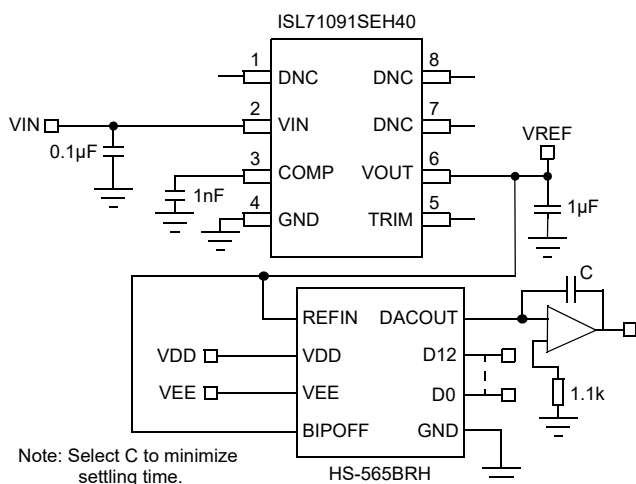 ISL71091SEH40
1
DNC
8
DNC
2
VIN
VIN
7
DNC
VREF
0.1µF
3
COMP
6
VOUT
1nF
4
GND
5
TRIM
1µF
C
REFIN
DACOUT
VDD
VDD
D12
VEE
VEE
D0
1.1k
BIPOFF
GND
Note: Select C to minimize
settling time.
HS-565BRH